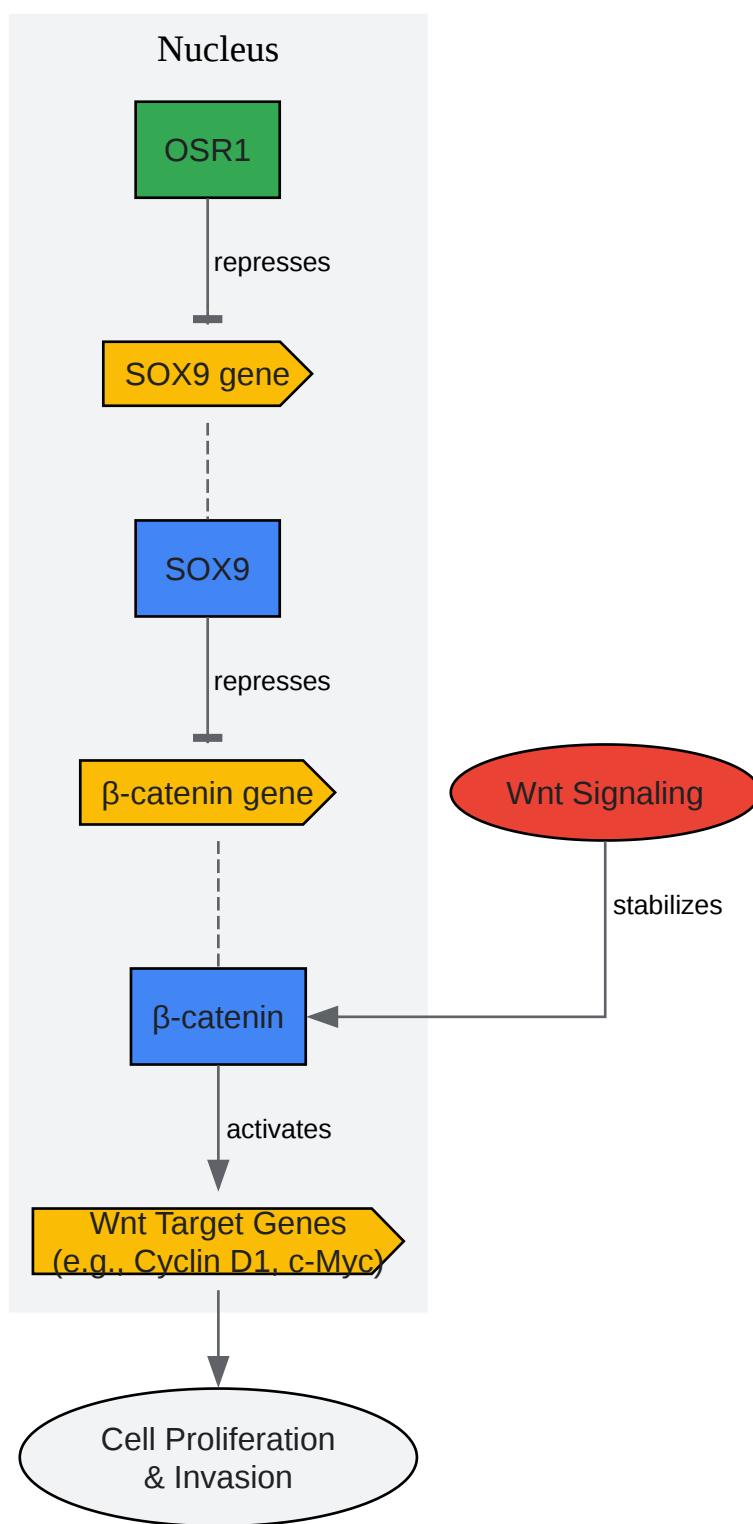 Nucleus
OSR1
represses
SOX9 gene
SOX9
represses
β-catenin gene
Wnt Signaling
stabilizes
β-catenin
activates
Wnt Target Genes
(e.g., Cyclin D1, c-Myc)
Cell Proliferation
& Invasion